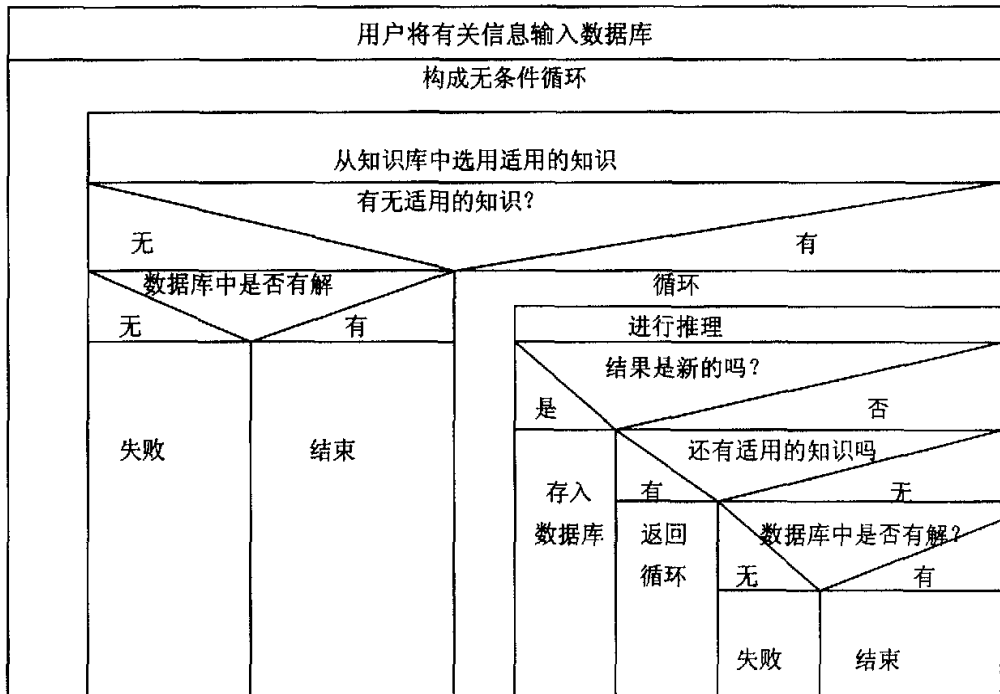 用户将有关信息输入数据库
构成无条件循环
从知识库中选用适用的知识
有无适用的知识?
无
有
数据库中是否有解
循环
无
有
进行推理
结果是新的吗?
是
否
失败
结束
还有适用的知识吗
存入
数据库
有
无
返回
循环
数据库中是否有解?
无
有
失败
结束